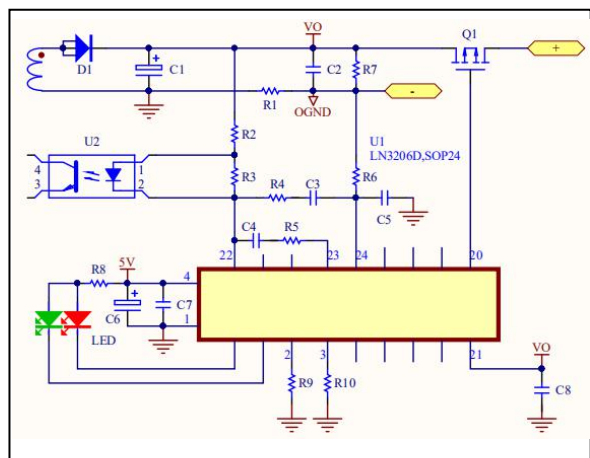 VO
Q1
D1
+
C1
C2
R7
+
R1
-
OGND
U2
R2
U1
LN3206D,SOP24
4
1
R3
R6
R4
C3
3
2
C5
C4
R5
22
23
24
20
5V
R8
4
+
C6
C7
1
LED
2
3
21
VO
R9
R10
C8